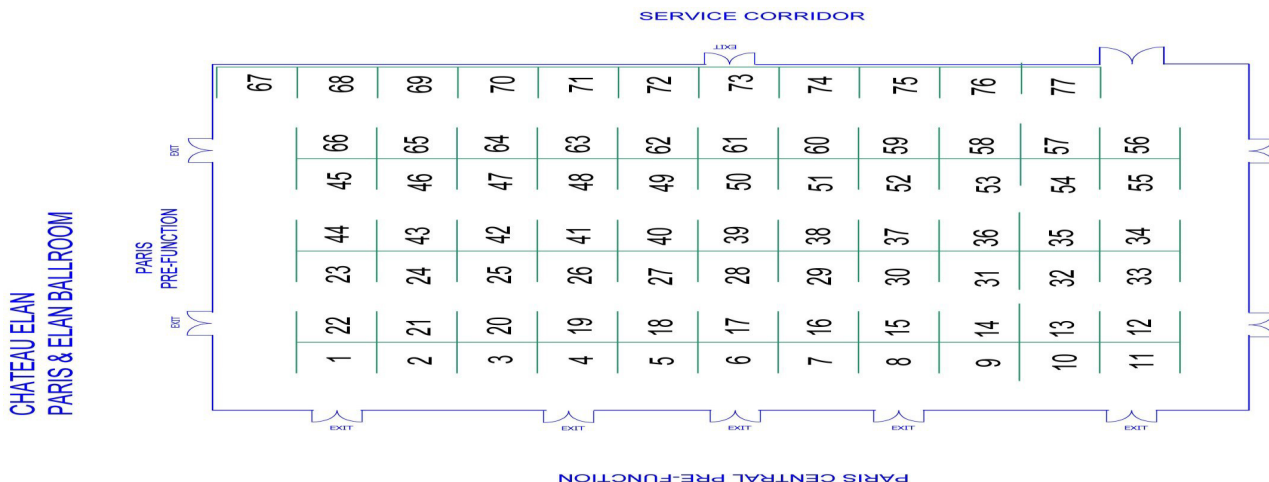 SERVICE CORRIDOR
EXIT
67 68 69 70 71 72 73 74 75 76 77
EXIT
66 65 64 63 62 61 60 59 58 57 56
45 46 47 48 49 50 51 52 53 54 55
CHATEAU ELAN
PARIS & ELAN BALLROOM
PARIS
PRE-FUNCTION
44 43 42 41 40 39 38 37 36 35 34
23 24 25 26 27 28 29 30 31 32 33
EXIT
22 21 20 19 18 17 16 15 14 13 12
1 2 3 4 5 6 7 8 9 10 11
EXIT EXIT EXIT EXIT EXIT
PARIS CENTRAL PRE-FUNCTION